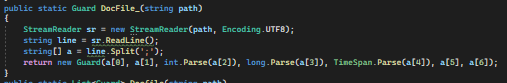 public static Guard DocFile_(string path)
{
StreamReader sr = new StreamReader(path, Encoding.UTF8);
string line = sr.ReadLine();
string[] a = line.Split(';');
return new Guard(a[0], a[1], int.Parse(a[2]), long.Parse(a[3]), TimeSpan.Parse(a[4]), a[5], a[6]);
}